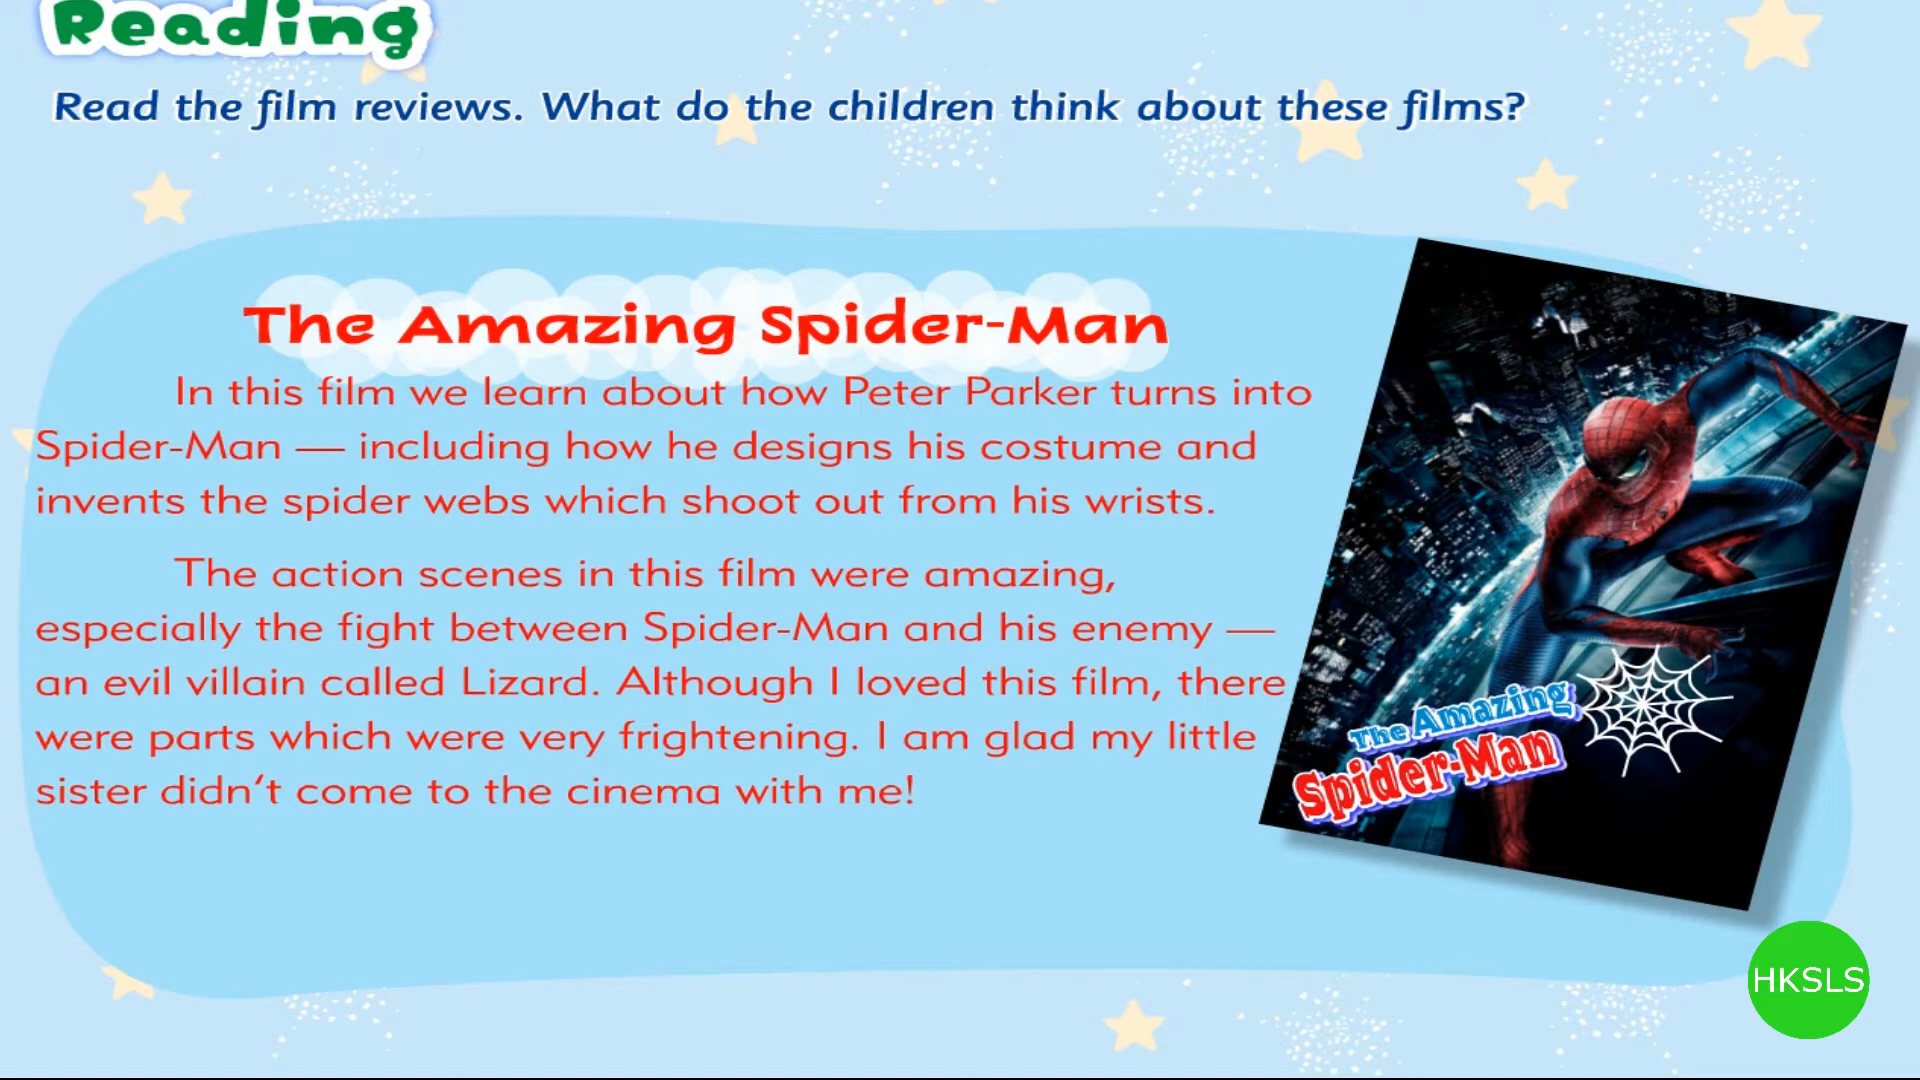 Reading
Read the film reviews. What do the children think about these films?
The Amazing Spider-Man
In this film we learn about how Peter Parker turns into
Spider-Man — including how he designs his costume and
invents the spider webs which shoot out from his wrists.
The action scenes in this film were amazing,
especially the fight between Spider-Man and his enemy —
an evil villain called Lizard. Although I loved this film, there
were parts which were very frightening. I am glad my little
sister didn‘t come to the cinema with me!
The Amazing
Spider-Man
HKSLS